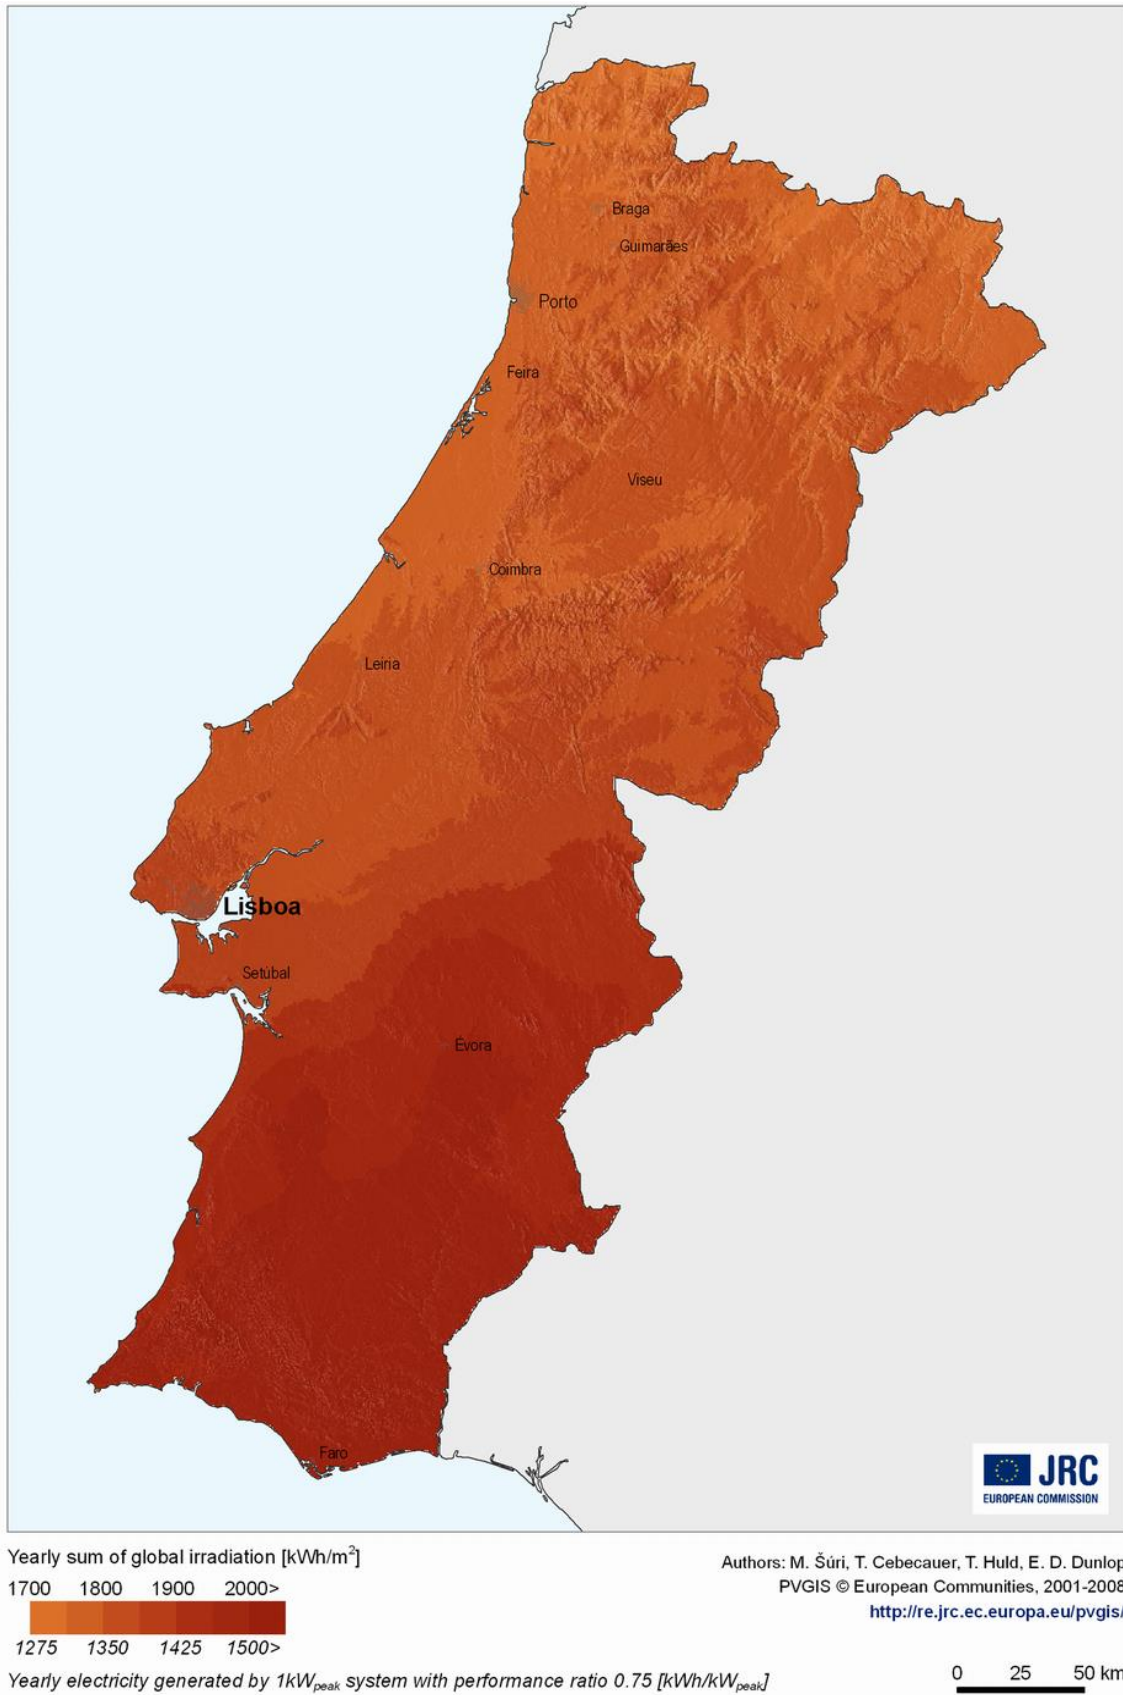 Braga
Guimarães
Porto
Feira
Viseu
Coimbra
Leiria
Lisboa
Setúbal
Évora
Faro
JRC
EUROPEAN COMMISSION
Yearly sum of global irradiation [kWh/m²]
1700 1800 1900 2000>
1275 1350 1425 1500>
Yearly electricity generated by 1kWpeak system with performance ratio 0.75 [kWh/kWpeak]
Authors: M. Šúri, T. Cebecauer, T. Huld, E. D. Dunlop
PVGIS © European Communities, 2001-2008
http://re.jrc.ec.europa.eu/pvgis/
0 25 50 km